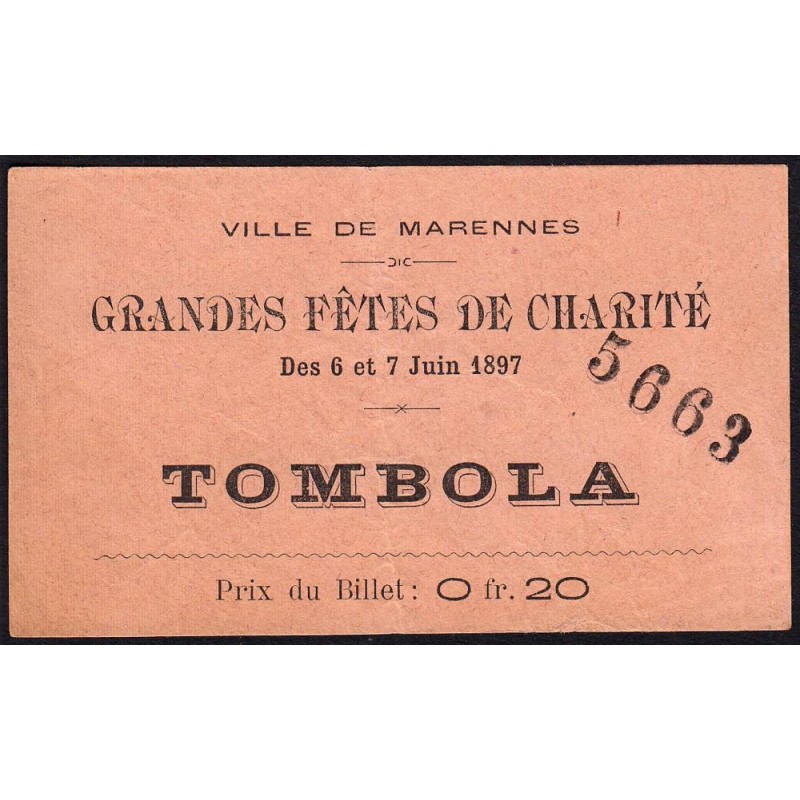 VILLE DE MARENNES
GRANDES FÊTES DE CHARITÉ
Des 6 et 7 Juin 1897
5663
TOMBOLA
Prix du Billet : 0 fr. 20